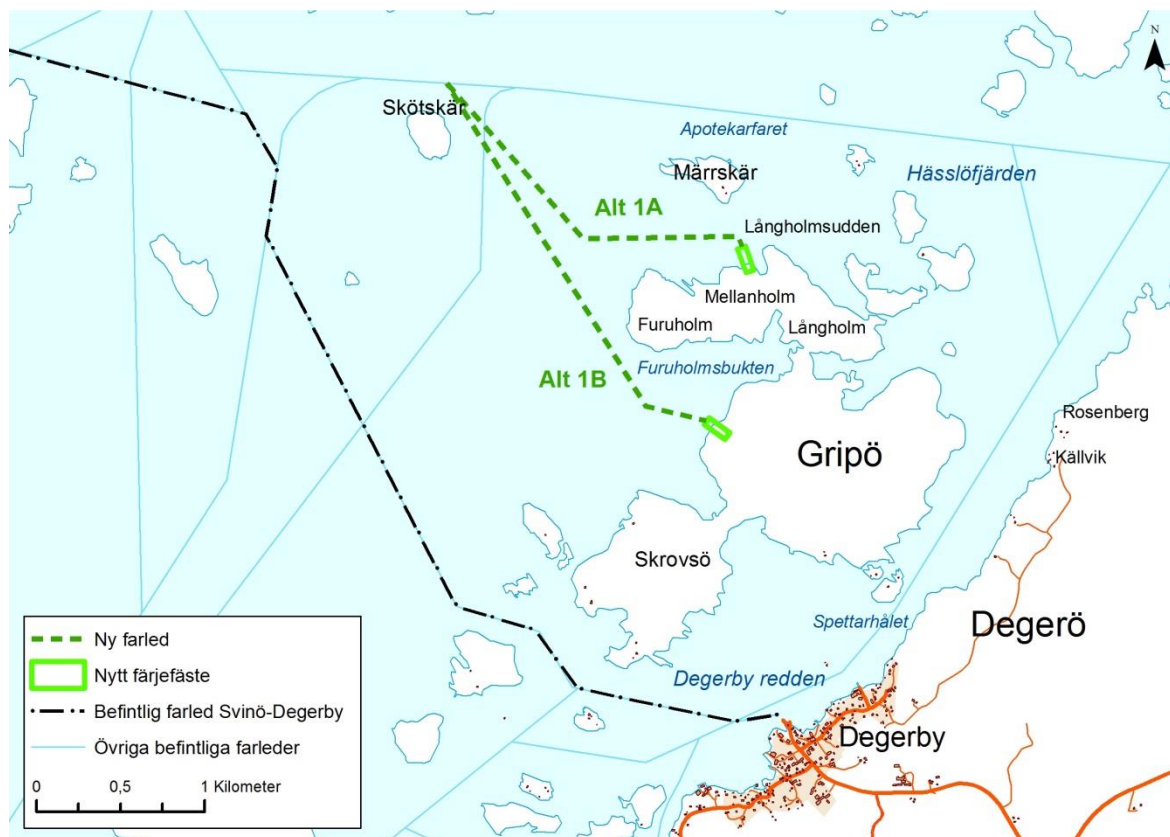 N
Skötskär
Apotekarfaret
Märrskär
Hässlöfjärden
Alt 1A
Långholmsudden
Mellanholm
Furuholm
Långholm
Furuholmsbukten
Alt 1B
Rosenberg
Gripö
Källvik
Skrovsö
Spettarhålet
Degerö
Degerby redden
Degerby
Ny farled
Nytt färjefäste
Befintlig farled Svinö-Degerby
Övriga befintliga farleder
0 0,5 1 Kilometer